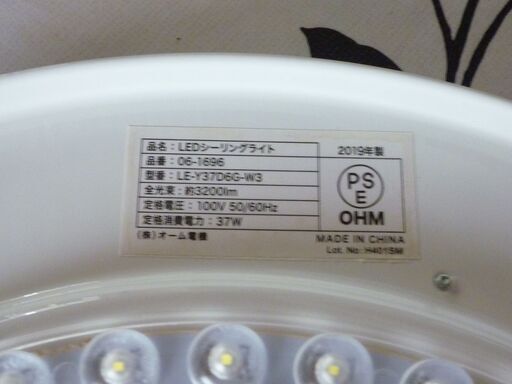 品名：LEDシーリングライト
2019年製
品番：06-1696
型番：LE-Y37D6G-W3
全光束：約3200lm
定格電圧：100V 50/60Hz
定格消費電力：37W
PS
E
OHM
(株)オーム電機
MADE IN CHINA
Lot. No: H401SM